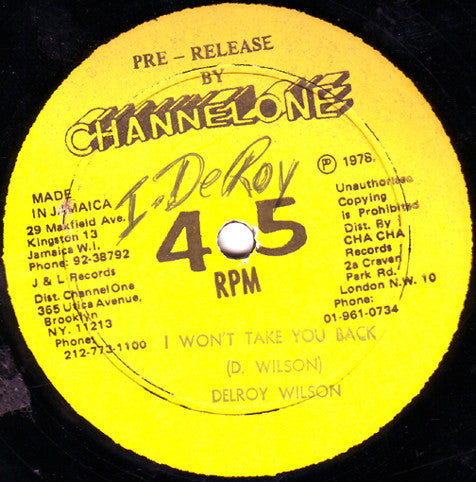 PRE - RELEASE
BY
CHANNEL ONE
I. DelRoy
MADE
IN JAMAICA
29 Maxfield Ave.
Kingston 13
Jamaica W.I.
Phone: 92-38792
J & L Records
Dist. Channel One
365 Utica Avenue,
Brooklyn
NY. 11213
Phone:
212-773-1100
45
RPM
℗ 1978.
Unauthorized
Copying
is Prohibited
Dist. By
CHA CHA
Records
2a Craven
Park Rd.
London N.W. 10
Phone:
01-961-0734
I WON'T TAKE YOU BACK
(D. WILSON)
DELROY WILSON